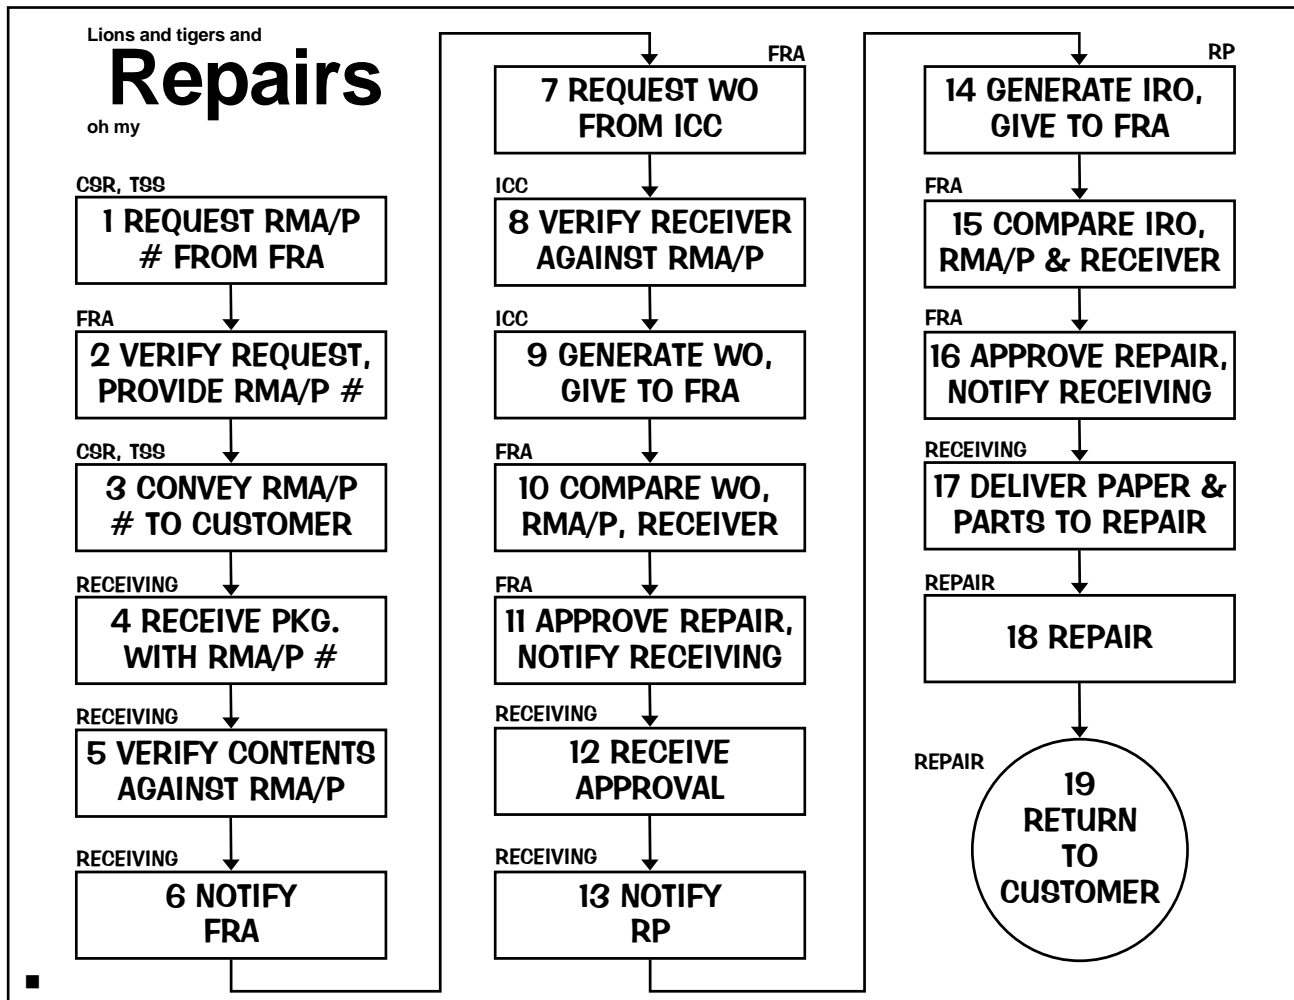 Lions and tigers and
Repairs
oh my
CSR, TSS
1 REQUEST RMA/P
# FROM FRA
FRA
2 VERIFY REQUEST,
PROVIDE RMA/P #
CSR, TSS
3 CONVEY RMA/P
# TO CUSTOMER
RECEIVING
4 RECEIVE PKG.
WITH RMA/P #
RECEIVING
5 VERIFY CONTENTS
AGAINST RMA/P
RECEIVING
6 NOTIFY
FRA
FRA
7 REQUEST WO
FROM ICC
ICC
8 VERIFY RECEIVER
AGAINST RMA/P
ICC
9 GENERATE WO,
GIVE TO FRA
FRA
10 COMPARE WO,
RMA/P, RECEIVER
FRA
11 APPROVE REPAIR,
NOTIFY RECEIVING
RECEIVING
12 RECEIVE
APPROVAL
RECEIVING
13 NOTIFY
RP
RP
14 GENERATE IRO,
GIVE TO FRA
FRA
15 COMPARE IRO,
RMA/P & RECEIVER
FRA
16 APPROVE REPAIR,
NOTIFY RECEIVING
RECEIVING
17 DELIVER PAPER &
PARTS TO REPAIR
REPAIR
18 REPAIR
REPAIR
19
RETURN
TO
CUSTOMER